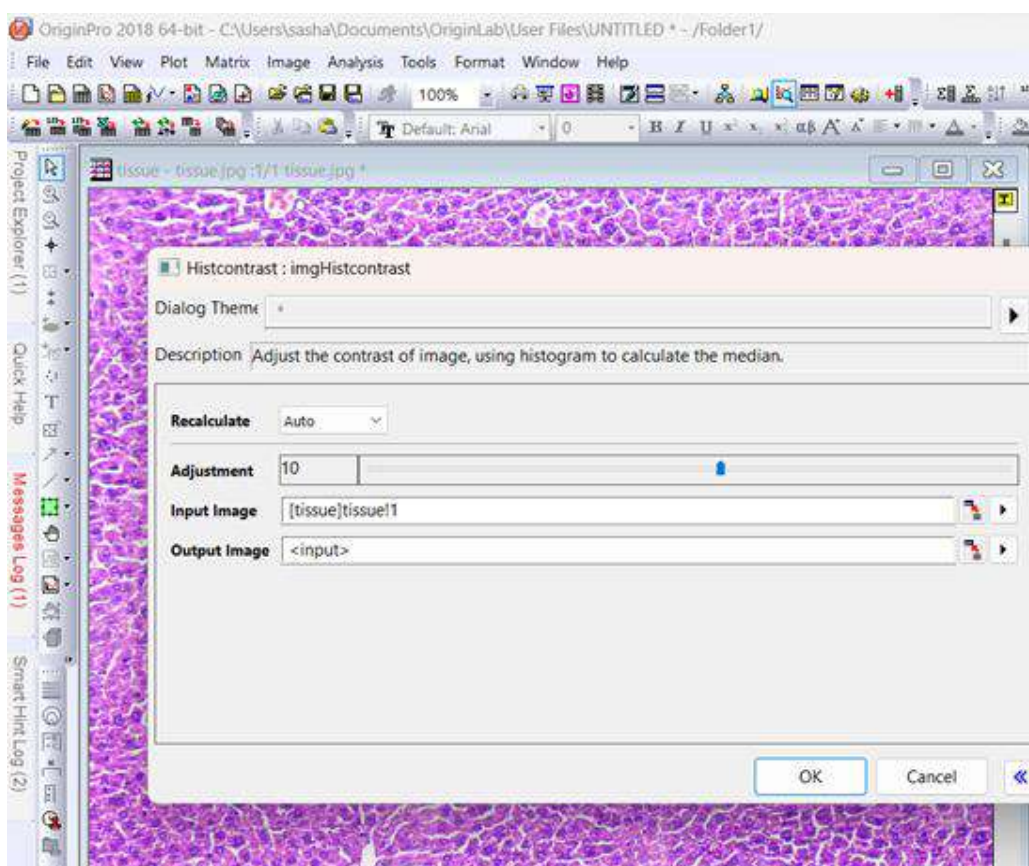 OriginPro 2018 64-bit - C:\Users\sasha\Documents\OriginLab\User Files\UNTITLED * - /Folder1/
File Edit View Plot Matrix Image Analysis Tools Format Window Help
100%
Default: Arial 0 B I U x² x₂ αβ A A
tissue - tissue.jpg :1/1 tissue.jpg *
Project Explorer (1)
Quick Help
Messages Log (1)
Smart Hint Log (2)
Histcontrast : imgHistcontrast
Dialog Theme *
Description Adjust the contrast of image, using histogram to calculate the median.
Recalculate Auto
Adjustment 10
Input Image [tissue]tissue!1
Output Image <input>
OK Cancel